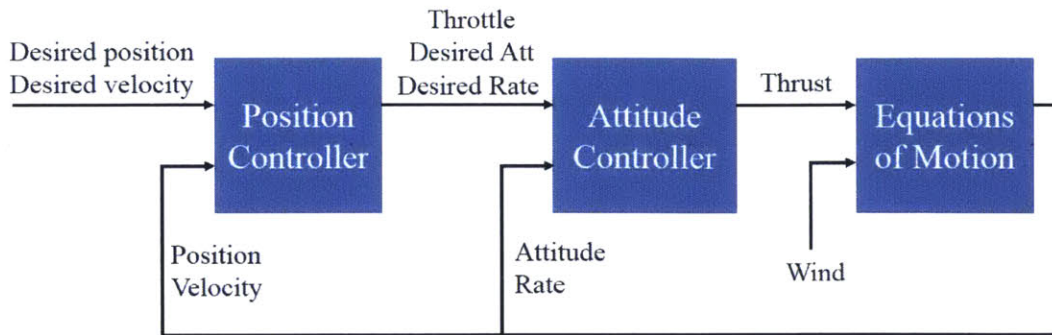 Desired position
Desired velocity
Position
Controller
Throttle
Desired Att
Desired Rate
Attitude
Controller
Thrust
Equations
of Motion
Position
Velocity
Attitude
Rate
Wind